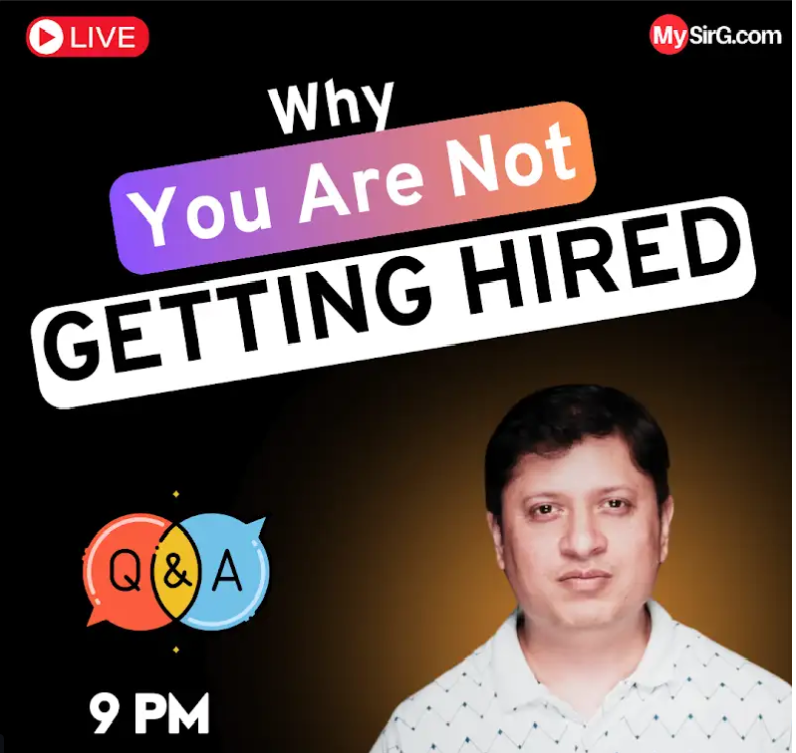 LIVE
MySirG.com
Why
You Are Not
GETTING HIRED
Q & A
9 PM